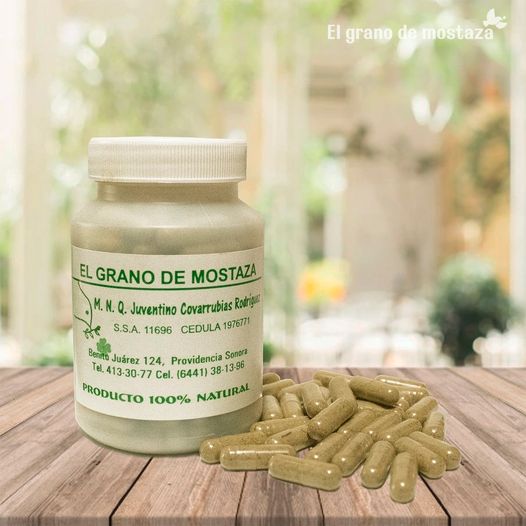 El grano de mostaza
EL GRANO DE MOSTAZA
M. N. Q. Juventino Covarrubias Rodriguez
S.S.A. 11696 CEDULA 1976771
Benito Juárez 124, Providencia Sonora
Tel. 413-30-77 Cel. (6441) 38-13-96
PRODUCTO 100% NATURAL